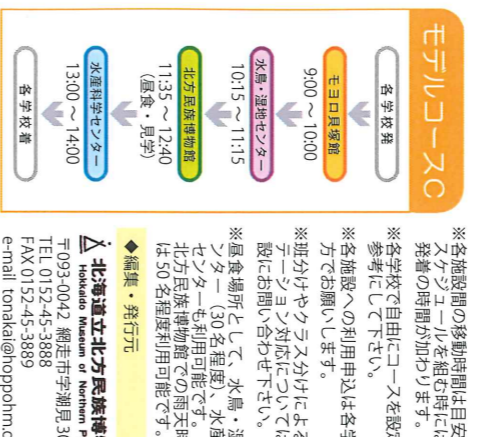 モデルコースC
各学校発
モヨロ貝塚館
9:00 ～ 10:00
水鳥・湿地センター
10:15 ～ 11:15
北方民族博物館
11:35 ～ 12:40
（昼食・見学）
水産科学センター
13:00 ～ 14:00
各学校着
※各施設間の移動時間は目安
スケジュールを組む時には
発着の時間が加わります。
※各学校で自由にコースを設定
参考にして下さい。
※各施設への利用申込は各学
方でお願いします。
※班分けやクラス分けによる
テーション対応については
設にお問い合わせ下さい。
※昼食場所として、水鳥・湿
ンター（30名程度）、水産
センターも利用可能です。
北方民族博物館での雨天時
は50名程度利用可能です。
◆編集・発行元
北海道立北方民族博
Hokkaido Museum of Northern P
〒093-0042 網走市字潮見30
TEL 0152-45-3888
FAX 0152-45-3889
e-mail tonakai@hoppohm.o